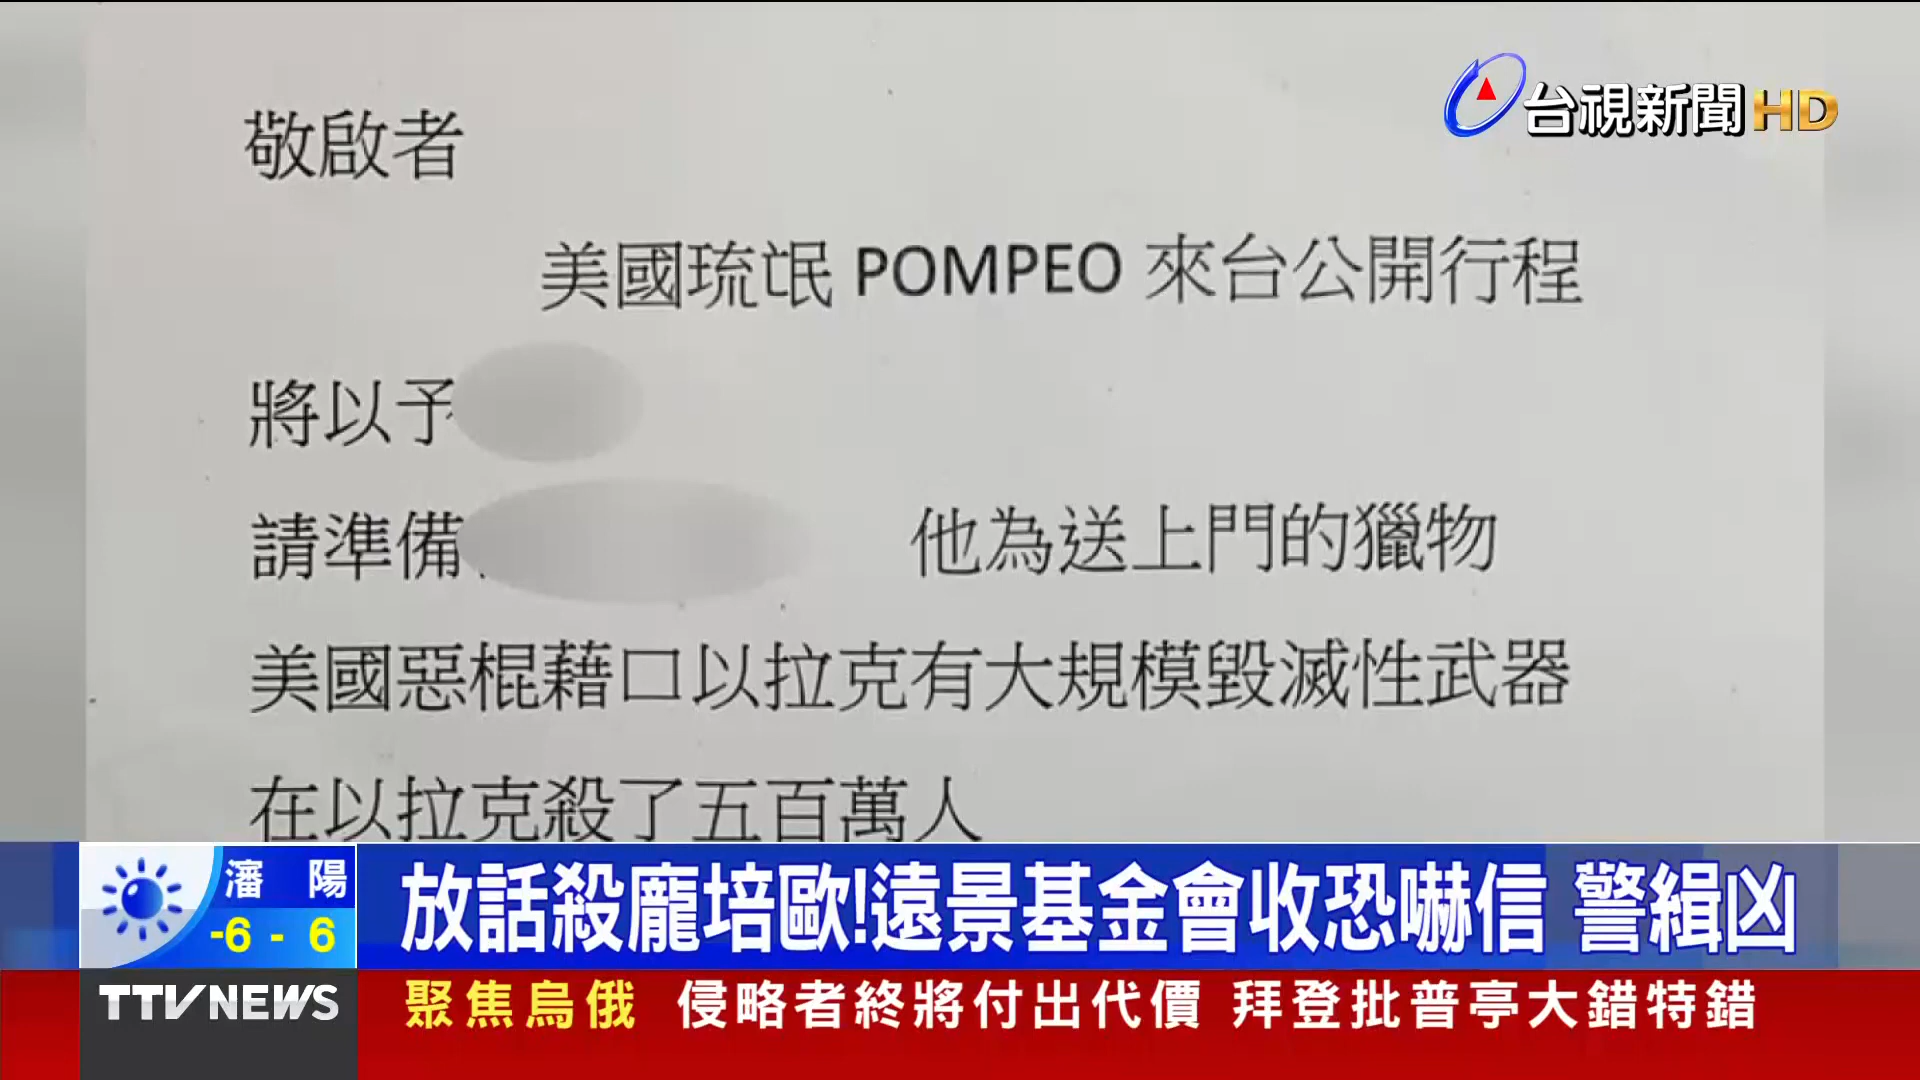 敬啟者
台視新聞HD
美國琉氓 POMPEO 來台公開行程
將以予
請準備 他為送上門的獵物
美國惡棍藉口以拉克有大規模毀滅性武器
在以拉克殺了五百萬人
瀋陽
-6 - 6
放話殺龐培歐!遠景基金會收恐嚇信 警緝凶
TTV NEWS
聚焦烏俄 侵略者終將付出代價 拜登批普亭大錯特錯